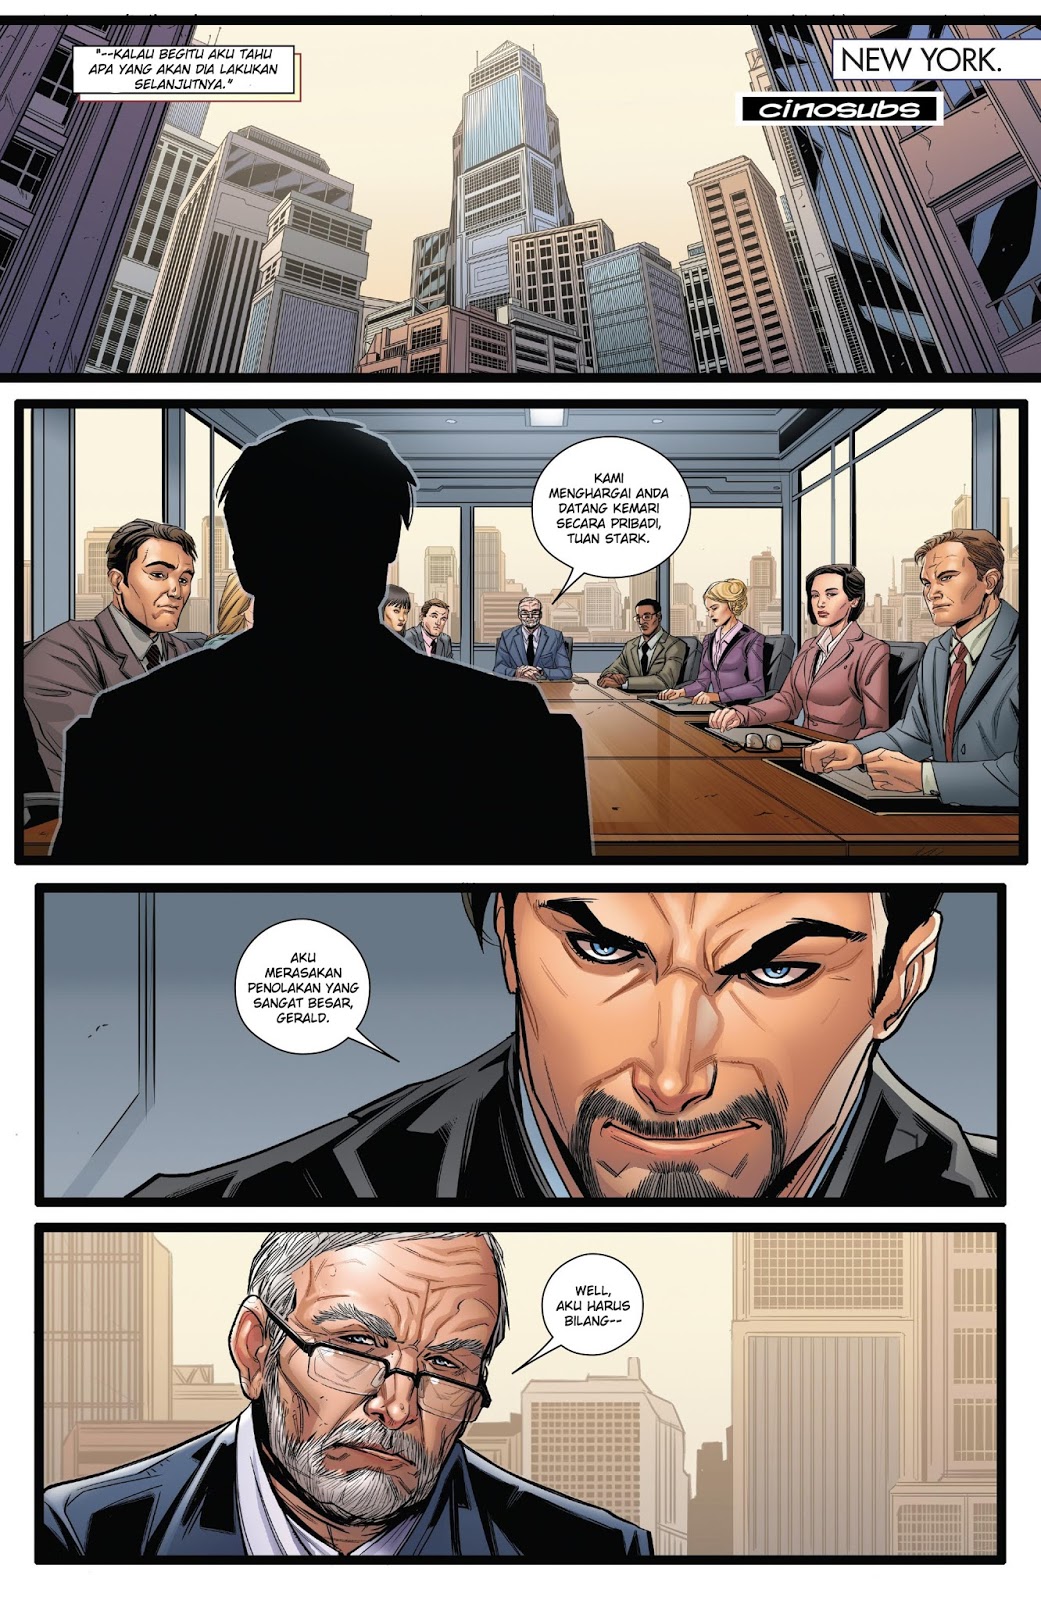 "--KALAU BEGITU AKU TAHU
APA YANG AKAN DIA LAKUKAN
SELANJUTNYA."
NEW YORK.
cinosubs
KAMI
MENGHARGAI ANDA
DATANG KEMARI
SECARA PRIBADI,
TUAN STARK.
AKU
MERASAKAN
PENOLAKAN YANG
SANGAT BESAR,
GERALD.
WELL,
AKU HARUS
BILANG--